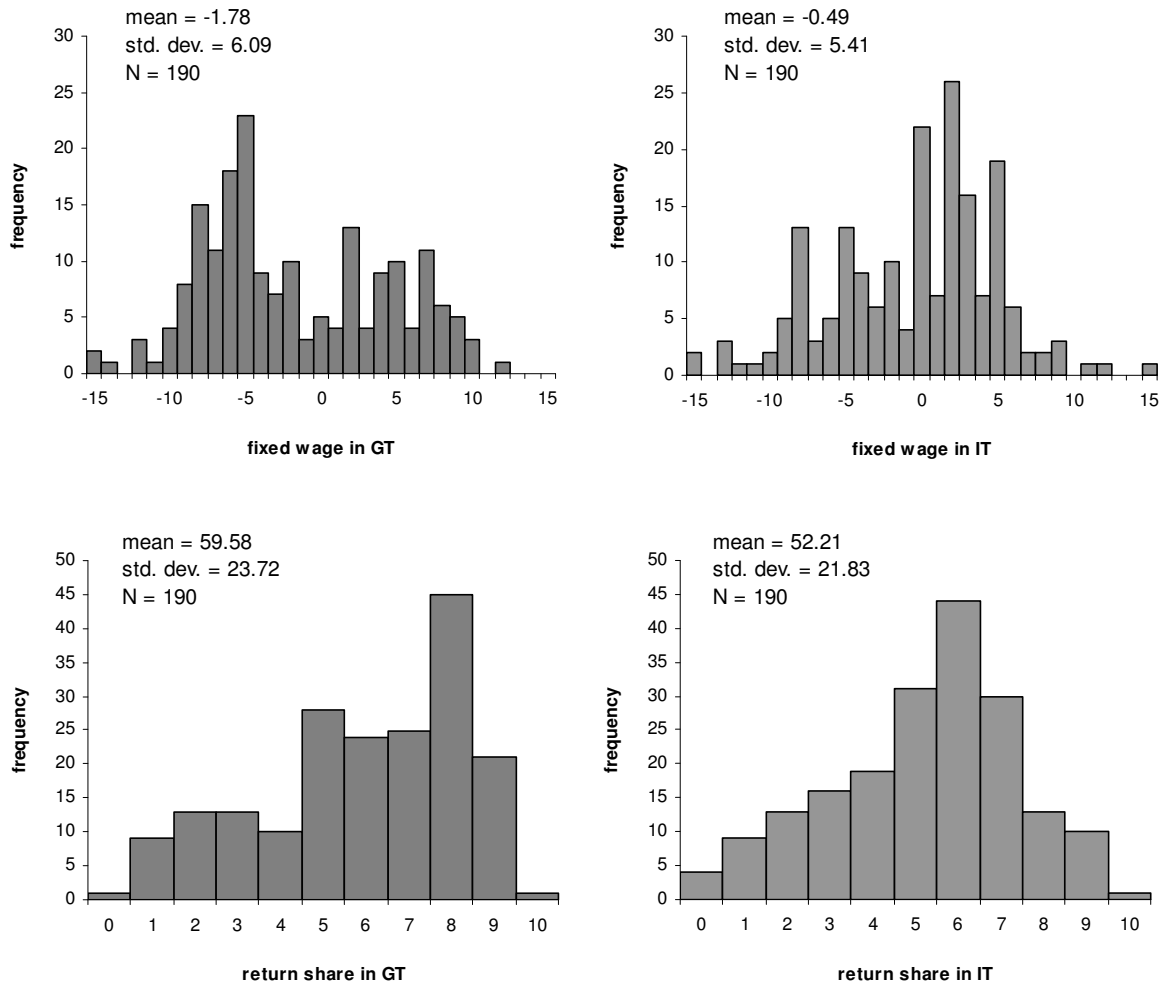 mean = -1.78
std. dev. = 6.09
N = 190
frequency
30
25
20
15
10
5
0
-15 -10 -5 0 5 10 15
fixed wage in GT
mean = -0.49
std. dev. = 5.41
N = 190
frequency
30
25
20
15
10
5
0
-15 -10 -5 0 5 10 15
fixed wage in IT
mean = 59.58
std. dev. = 23.72
N = 190
frequency
50
45
40
35
30
25
20
15
10
5
0
0 1 2 3 4 5 6 7 8 9 10
return share in GT
mean = 52.21
std. dev. = 21.83
N = 190
frequency
50
45
40
35
30
25
20
15
10
5
0
0 1 2 3 4 5 6 7 8 9 10
return share in IT